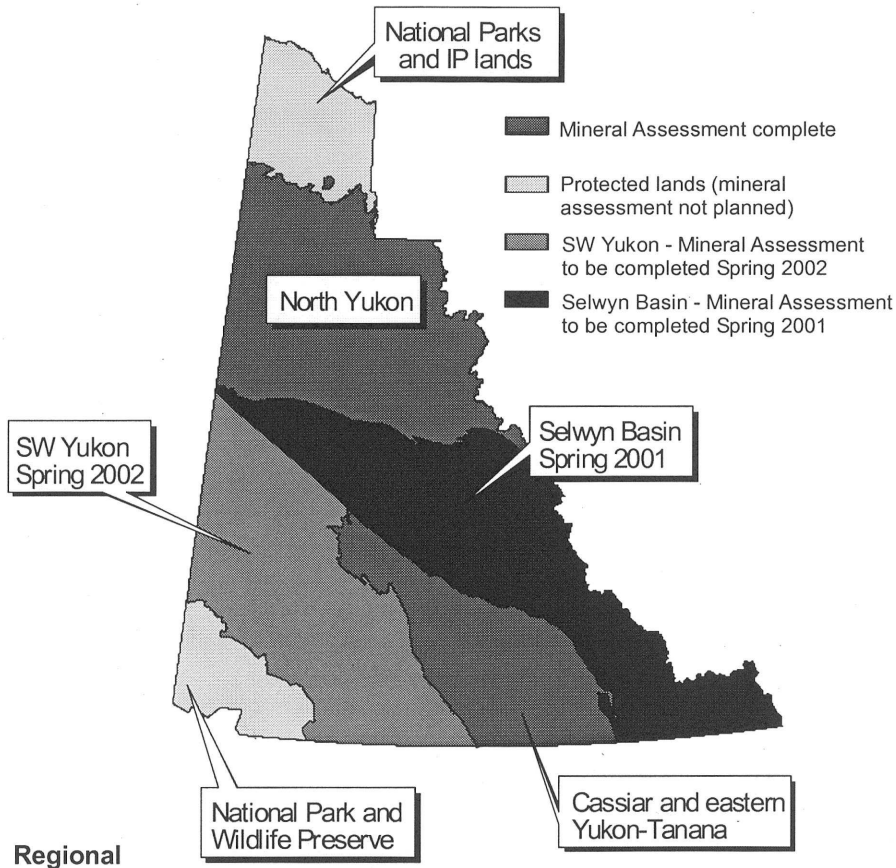 National Parks
and IP lands
Mineral Assessment complete
Protected lands (mineral
assessment not planned)
SW Yukon - Mineral Assessment
to be completed Spring 2002
Selwyn Basin - Mineral Assessment
to be completed Spring 2001
North Yukon
SW Yukon
Spring 2002
Selwyn Basin
Spring 2001
National Park and
Wildlife Preserve
Cassiar and eastern
Yukon-Tanana
Regional